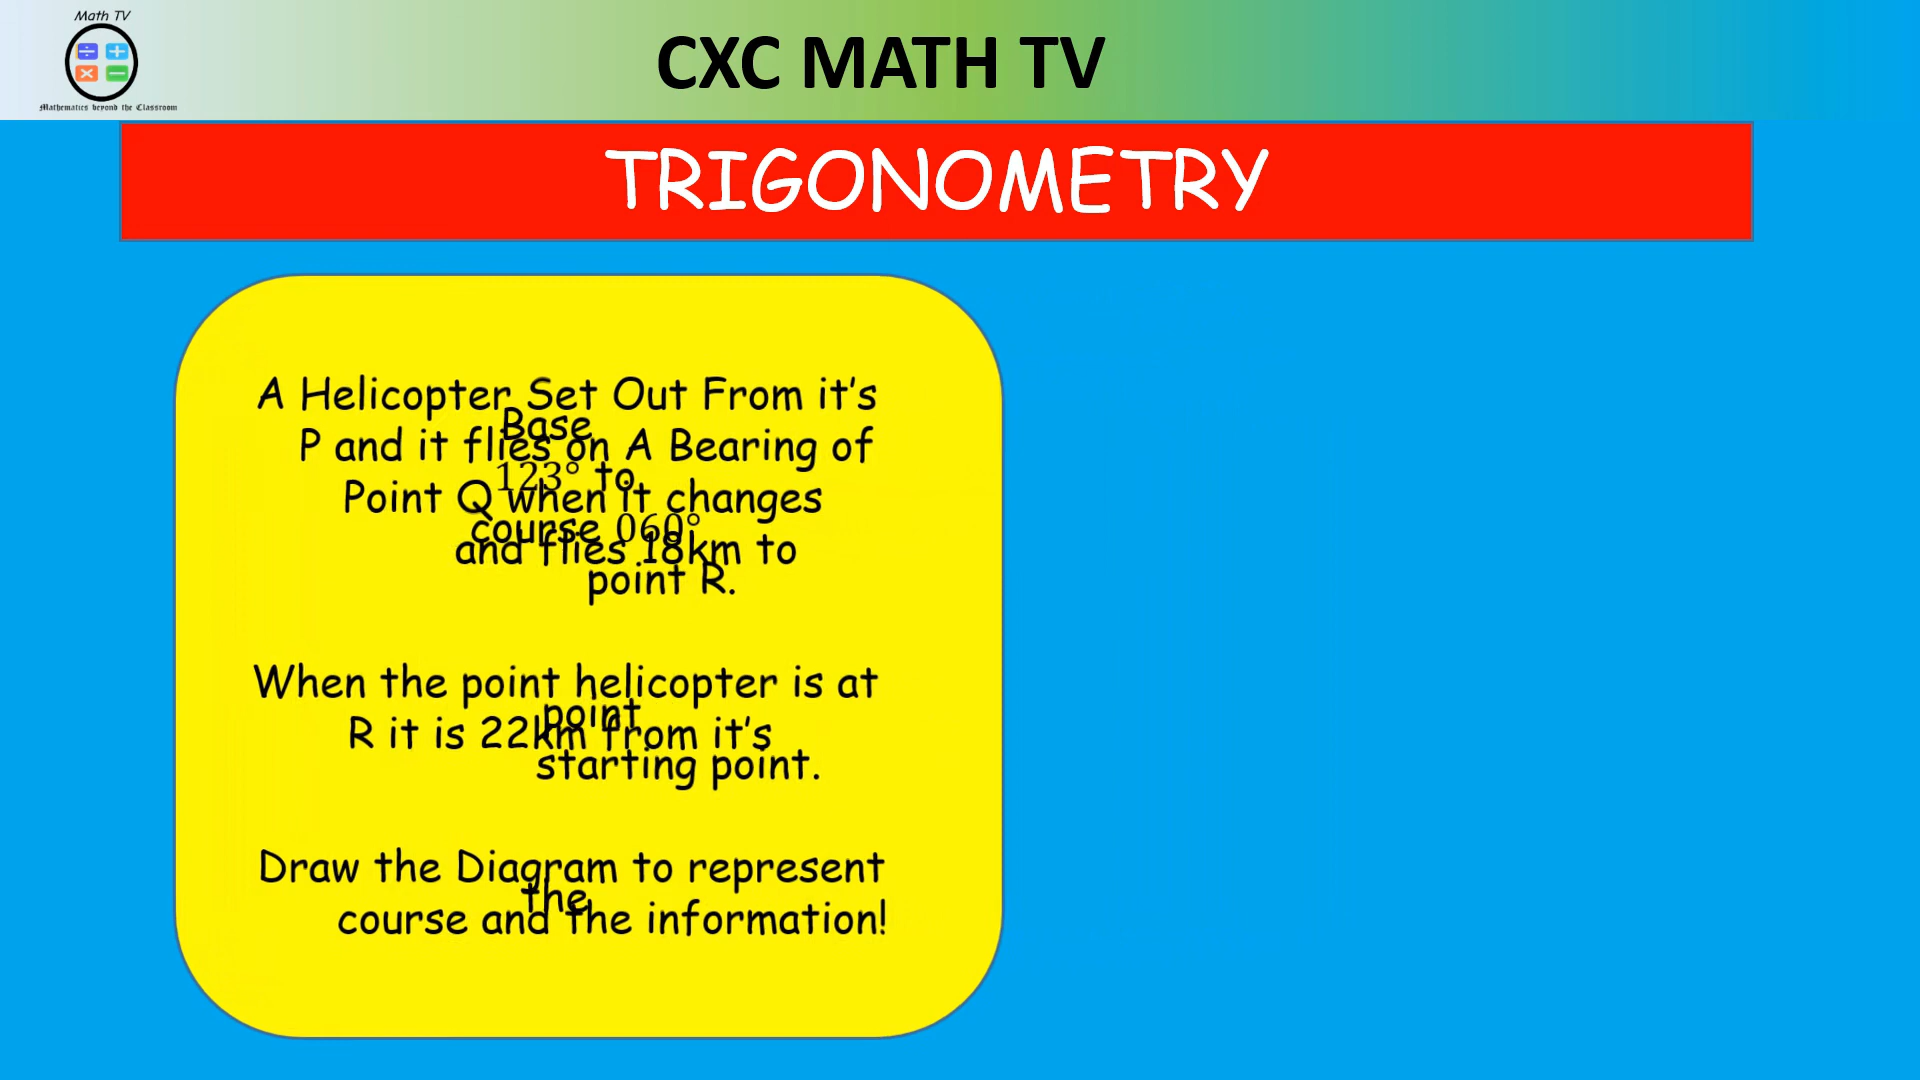 Math TV
Mathematics beyond the Classroom
CXC MATH TV
TRIGONOMETRY
A Helicopter Set Out From it's
Base
P and it flies on A Bearing of
123° to
Point Q when it changes
course 060°
and flies 18km to
point R.
When the point helicopter is at
point
R it is 22km from it's
starting point.
Draw the Diagram to represent
the
course and the information!